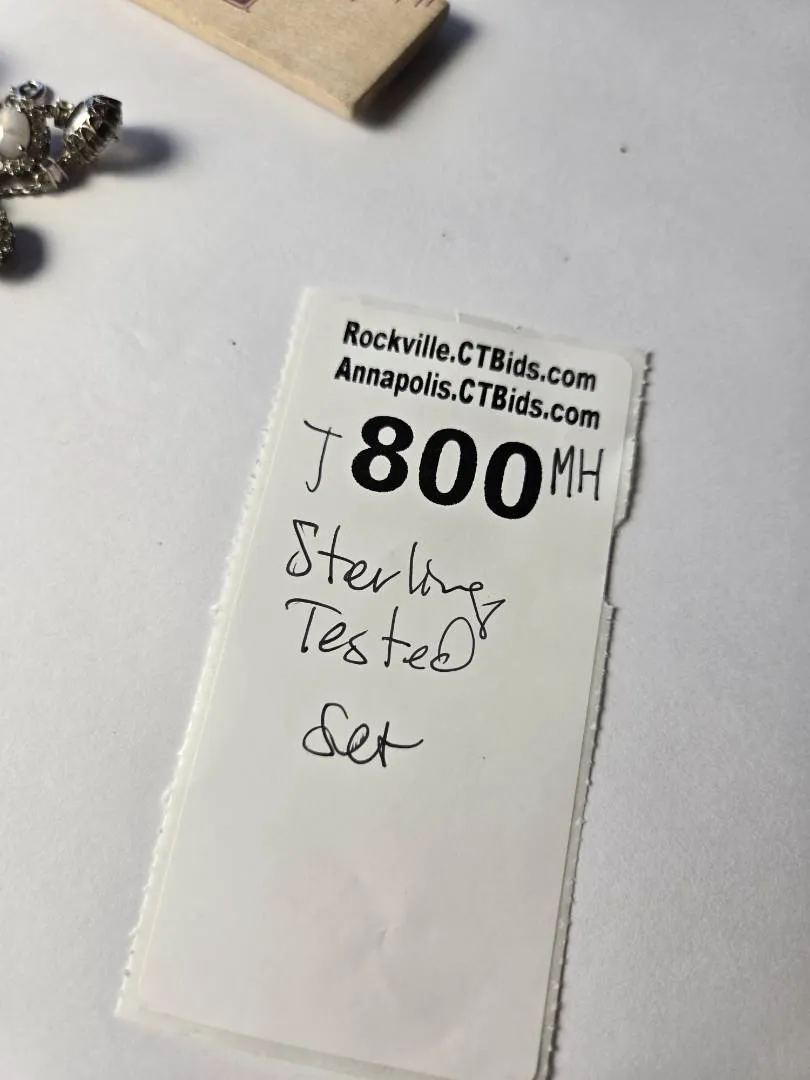 Rockville.CTBids.com
Annapolis.CTBids.com
J 800 MH
Sterling
Tested
Set